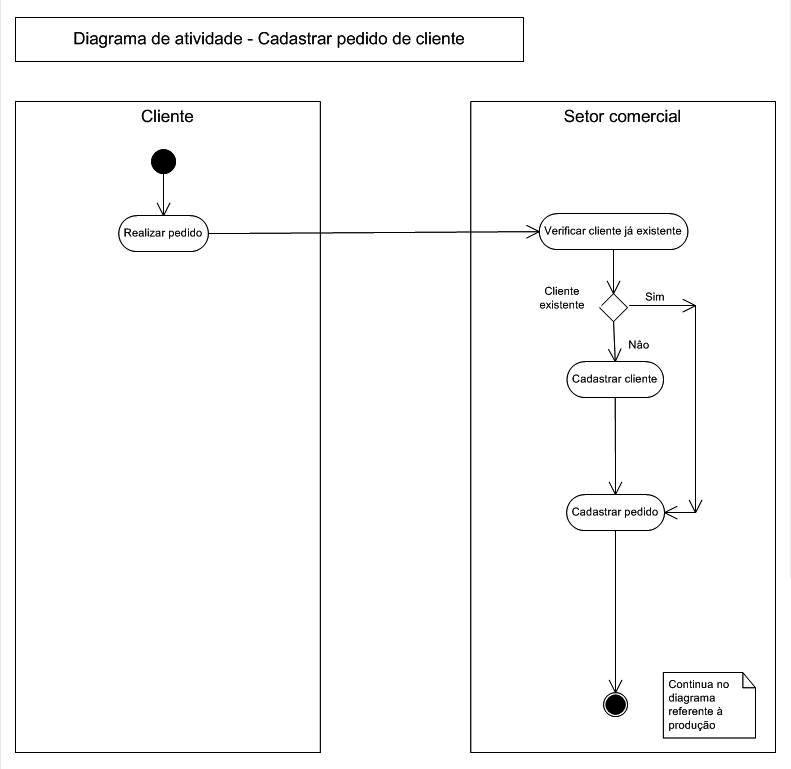 Diagrama de atividade - Cadastrar pedido de cliente
Cliente
Setor comercial
Realizar pedido
Verificar cliente já existente
Cliente
existente
Sim
Não
Cadastrar cliente
Cadastrar pedido
Continua no
diagrama
referente à
produção